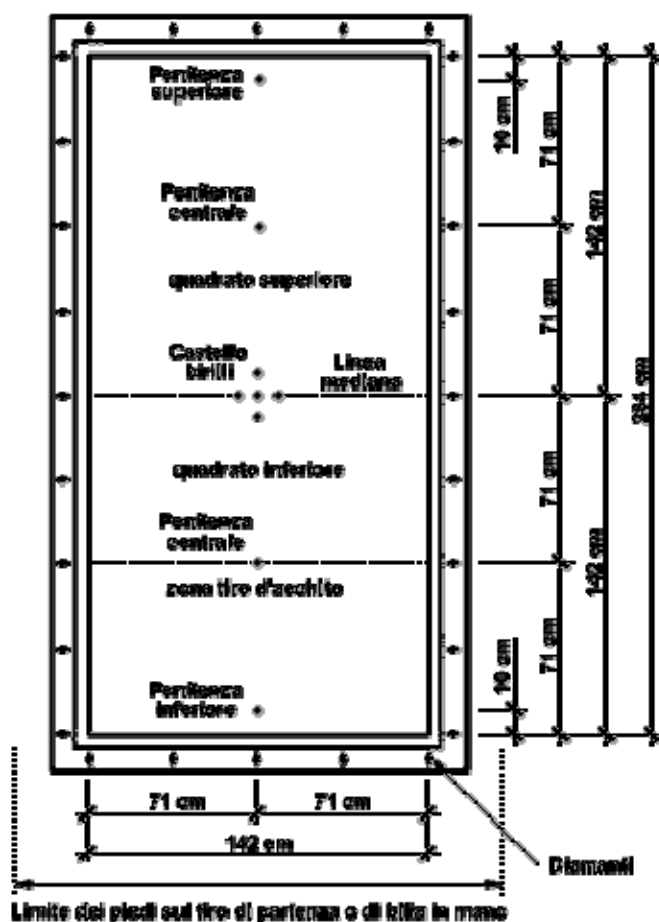 Penitenza
superiore
10 cm
71 cm
142 cm
Penitenza
centrale
quadrato superiore
71 cm
Castello
birilli
Linea
mediana
284 cm
quadrato inferiore
71 cm
Penitenza
centrale
142 cm
zona tiro d'acchito
71 cm
10 cm
Penitenza
inferiore
71 cm
71 cm
142 cm
Diamanti
Limite dei piedi sul tiro di partenza o di bilia in mano